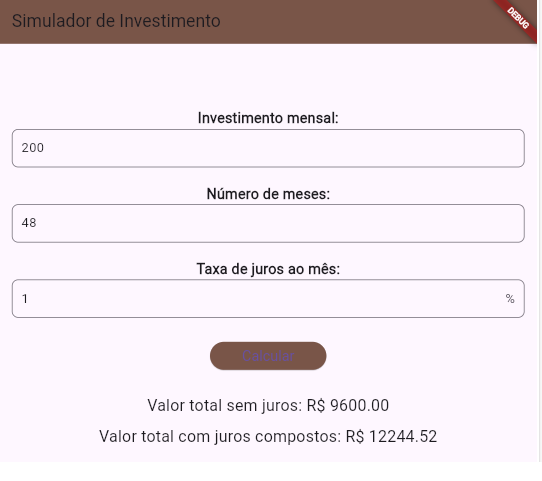 Simulador de Investimento
DEBUG
Investimento mensal:
200
Número de meses:
48
Taxa de juros ao mês:
1 %
Valor total sem juros: R$ 9600.00
Valor total com juros compostos: R$ 12244.52